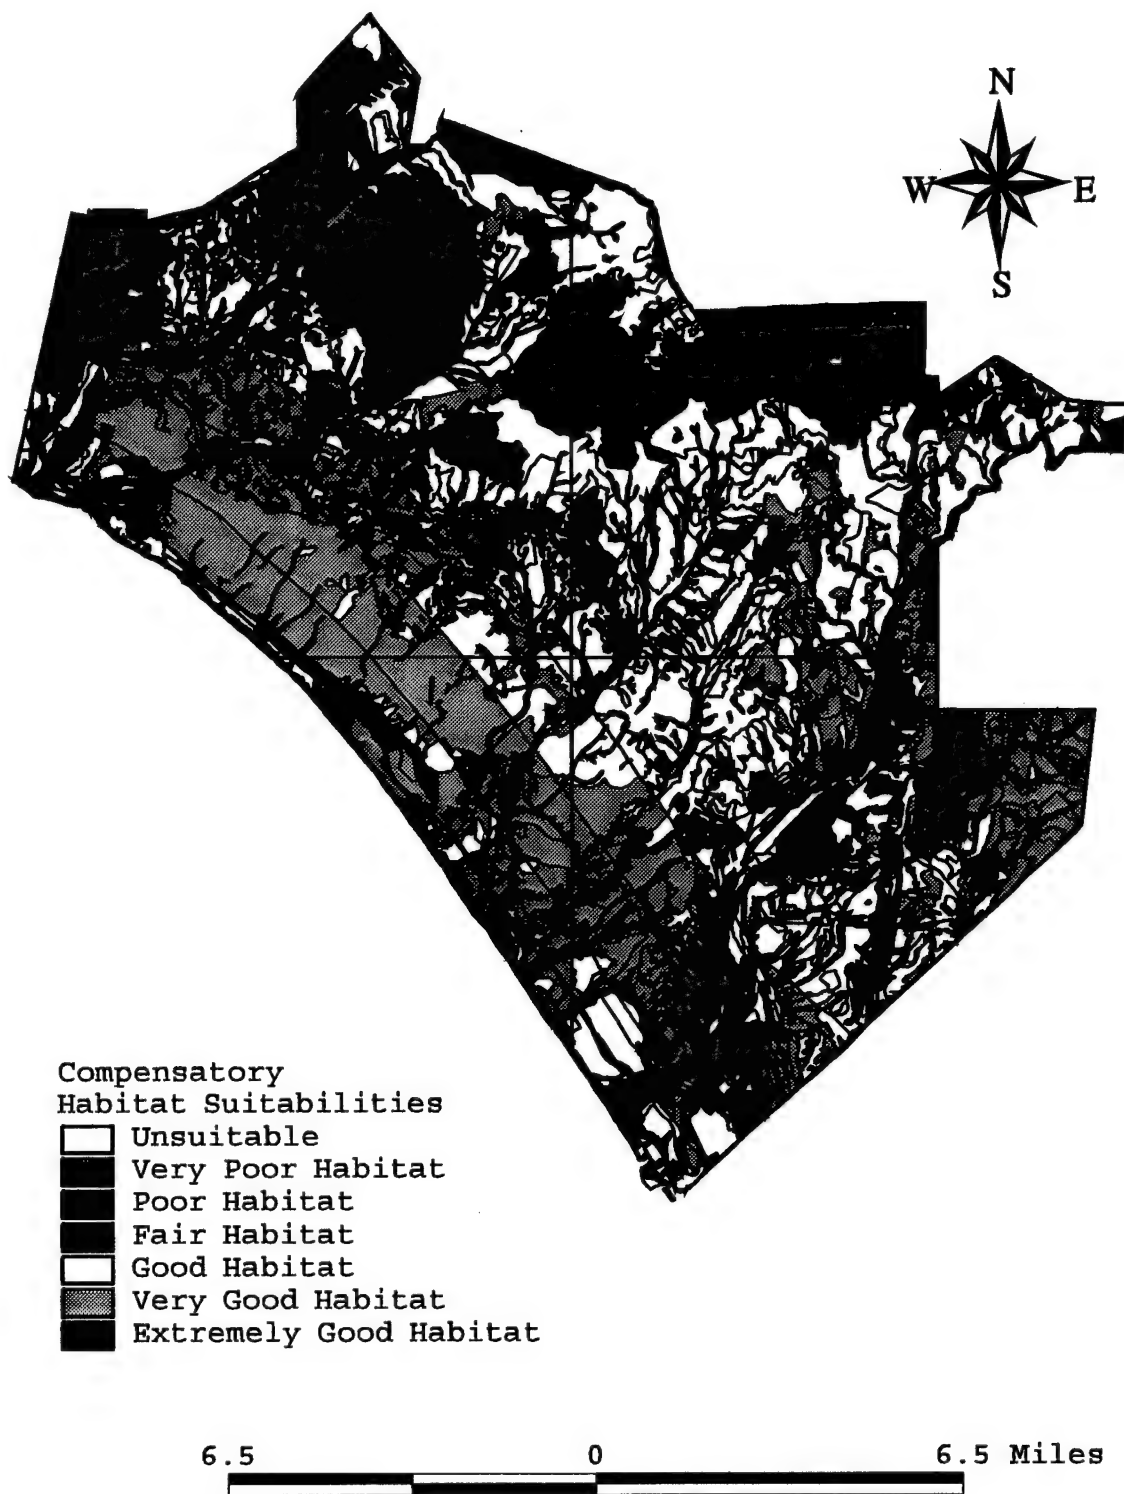 N
W E
S
Compensatory
Habitat Suitabilities
Unsuitable
Very Poor Habitat
Poor Habitat
Fair Habitat
Good Habitat
Very Good Habitat
Extremely Good Habitat
6.5 0 6.5 Miles